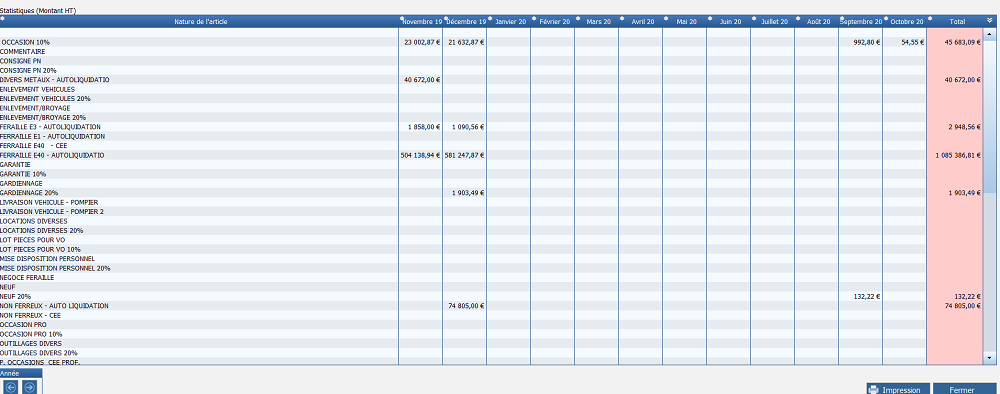 Statistiques (Montant HT)
Nature de l'article Novembre 19 Décembre 19 Janvier 20 Février 20 Mars 20 Avril 20 Mai 20 Juin 20 Juillet 20 Août 20 Septembre 20 Octobre 20 Total
OCCASION 10% 23 002,87 € 21 632,87 € 992,80 € 54,55 € 45 683,09 €
COMMENTAIRE
CONSIGNE PN
CONSIGNE PN 20%
DIVERS METAUX - AUTOLIQUIDATIO 40 672,00 € 40 672,00 €
ENLEVEMENT VEHICULES
ENLEVEMENT VEHICULES 20%
ENLEVEMENT/BROYAGE
ENLEVEMENT/BROYAGE 20%
FERAILLE E3 - AUTOLIQUIDATION 1 858,00 € 1 090,56 € 2 948,56 €
FERRAILLE E1 - AUTOLIQUIDATION
FERRAILLE E40 - CEE
FERRAILLE E40 - AUTOLIQUIDATIO 504 138,94 € 581 247,87 € 1 085 386,81 €
GARANTIE
GARANTIE 10%
GARDIENNAGE
GARDIENNAGE 20% 1 903,49 € 1 903,49 €
LIVRAISON VEHICULE - POMPIER
LIVRAISON VEHICULE - POMPIER 2
LOCATIONS DIVERSES
LOCATIONS DIVERSES 20%
LOT PIECES POUR VO
LOT PIECES POUR VO 10%
MISE DISPOSITION PERSONNEL
MISE DISPOSITION PERSONNEL 20%
NEGOCE FERAILLE
NEUF
NEUF 20% 132,22 € 132,22 €
NON FERREUX - AUTO LIQUIDATION 74 805,00 € 74 805,00 €
NON FERREUX - CEE
OCCASION PRO
OCCASION PRO 10%
OUTILLAGES DIVERS
OUTILLAGES DIVERS 20%
P. OCCASIONS CEE PROF.
Année
Impression Fermer